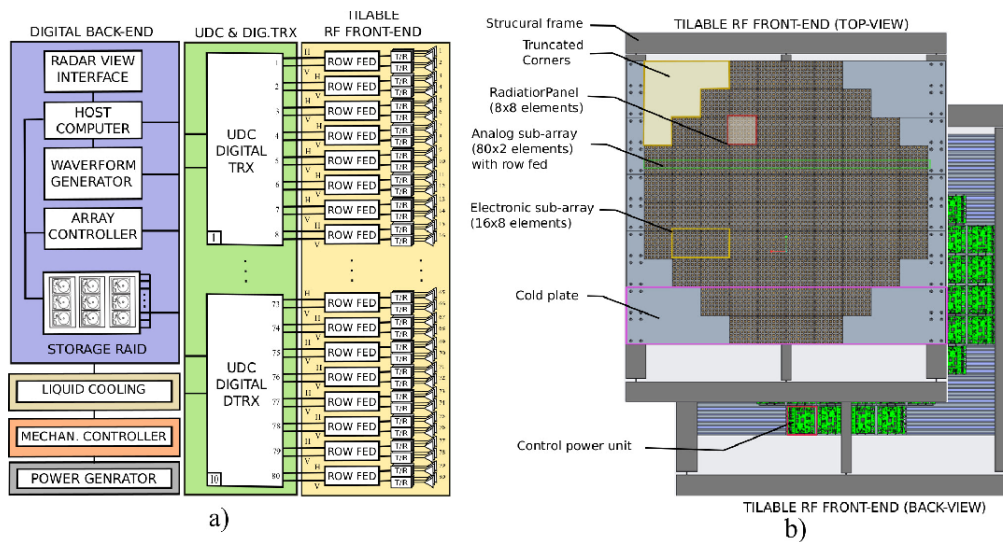 DIGITAL BACK-END
RADAR VIEW
INTERFACE
HOST
COMPUTER
WAVEFORM
GENERATOR
ARRAY
CONTROLLER
STORAGE RAID
LIQUID COOLING
MECHAN. CONTROLLER
POWER GENRATOR
UDC & DIG.TRX
UDC
DIGITAL
TRX
1
2
3
4
5
6
7
8
1
UDC
DIGITAL
DTRX
73
74
75
76
77
78
79
80
10
TILABLE
RF FRONT-END
H
V
ROW FED
T/R
T/R
ROW FED
T/R
T/R
H
V
ROW FED
T/R
T/R
ROW FED
T/R
T/R
H
V
ROW FED
T/R
T/R
ROW FED
T/R
T/R
H
V
ROW FED
T/R
T/R
H
V
ROW FED
T/R
T/R
H
V
ROW FED
T/R
T/R
ROW FED
T/R
T/R
H
V
ROW FED
T/R
T/R
ROW FED
T/R
T/R
H
V
ROW FED
T/R
T/R
ROW FED
T/R
T/R
H
V
ROW FED
T/R
T/R
H
V
ROW FED
T/R
T/R
a)
TILABLE RF FRONT-END (TOP-VIEW)
Strucural frame
Truncated
Corners
RadiatiorPanel
(8x8 elements)
Analog sub-array
(80x2 elements)
with row fed
Electronic sub-array
(16x8 elements)
Cold plate
Control power unit
TILABLE RF FRONT-END (BACK-VIEW)
b)